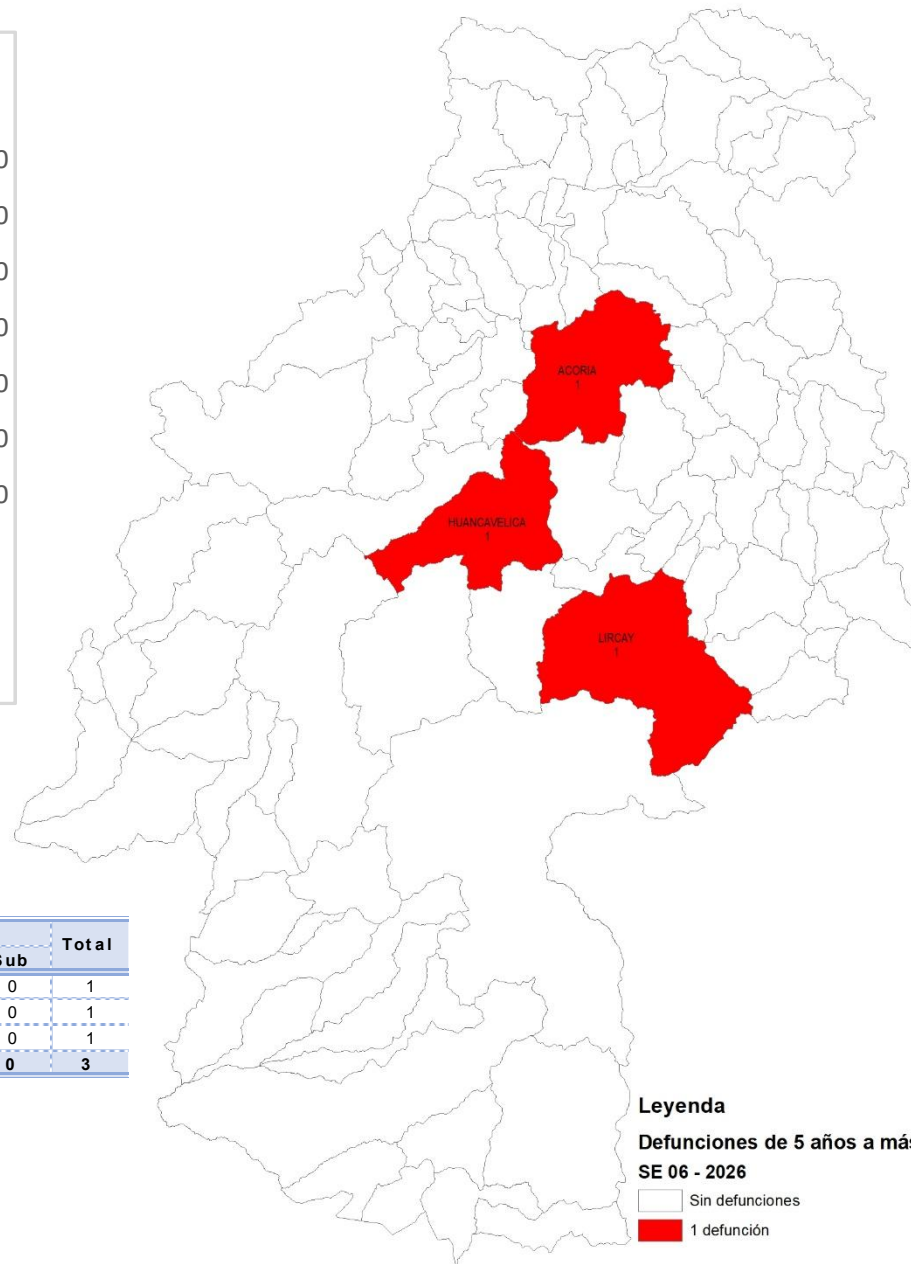 0
0
0
0
0
0
0
ACORIA
1
HUANCAVELICA
1
LIRCAY
1
Total
Sub
0 1
0 1
0 1
0 3
Leyenda
Defunciones de 5 años a más
SE 06 - 2026
Sin defunciones
1 defunción